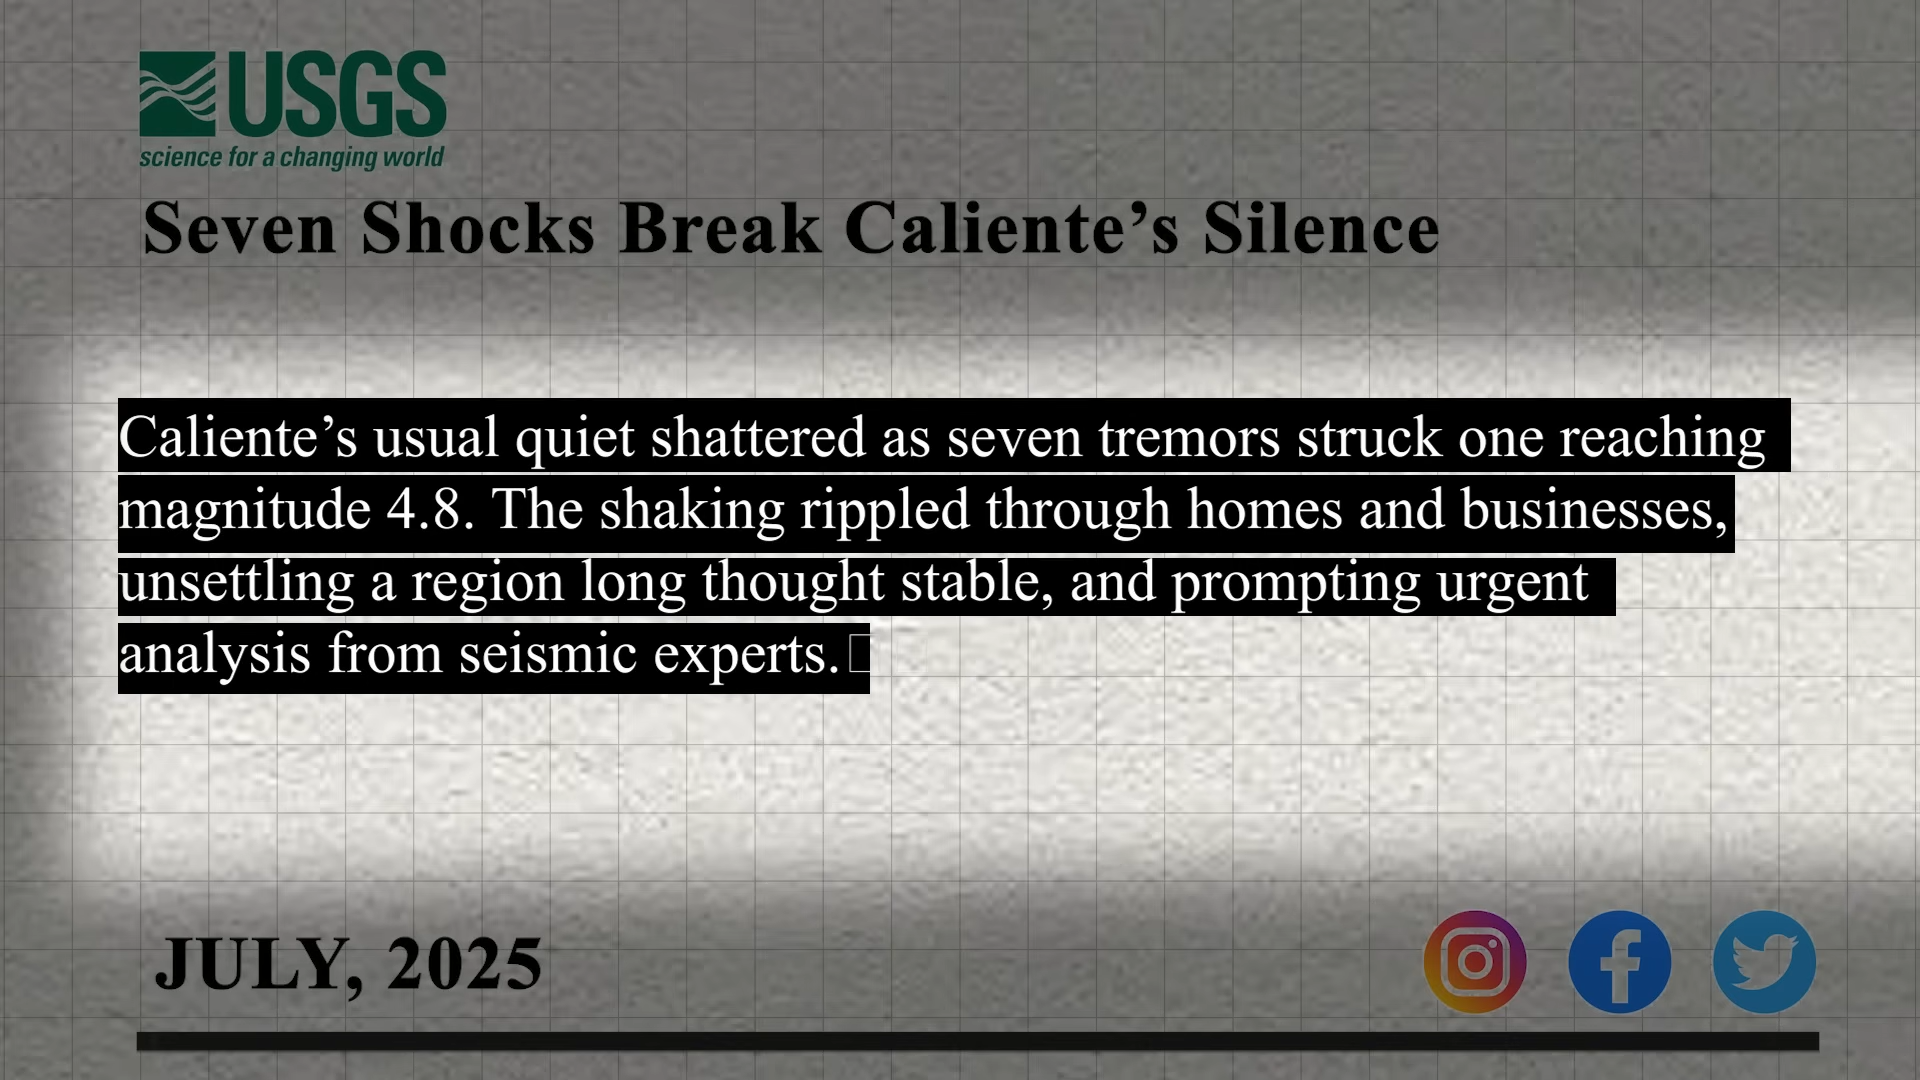 USGS
science for a changing world
Seven Shocks Break Caliente’s Silence
Caliente’s usual quiet shattered as seven tremors struck one reaching
magnitude 4.8. The shaking rippled through homes and businesses,
unsettling a region long thought stable, and prompting urgent
analysis from seismic experts.
JULY, 2025